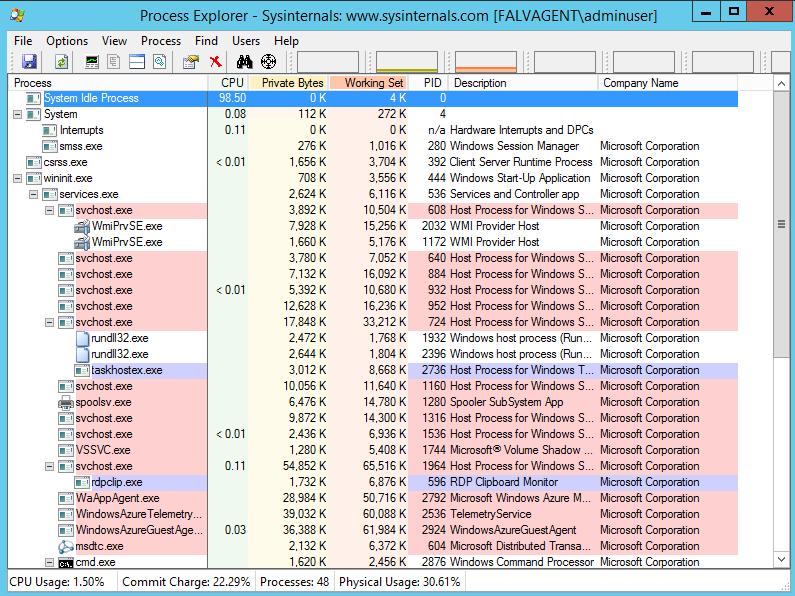 Process Explorer - Sysinternals: www.sysinternals.com [FALVAGENT\adminuser]
File Options View Process Find Users Help
Process CPU Private Bytes Working Set PID Description Company Name
System Idle Process 98.50 0 K 4 K 0
System 0.08 112 K 272 K 4
Interrupts 0.11 0 K 0 K n/a Hardware Interrupts and DPCs
smss.exe 276 K 1,016 K 280 Windows Session Manager Microsoft Corporation
csrss.exe < 0.01 1,656 K 3,704 K 392 Client Server Runtime Process Microsoft Corporation
wininit.exe 708 K 3,556 K 444 Windows Start-Up Application Microsoft Corporation
services.exe 2,624 K 6,116 K 536 Services and Controller app Microsoft Corporation
svchost.exe 3,892 K 10,504 K 608 Host Process for Windows S... Microsoft Corporation
WmiPrvSE.exe 7,928 K 15,256 K 2032 WMI Provider Host Microsoft Corporation
WmiPrvSE.exe 1,660 K 5,176 K 1172 WMI Provider Host Microsoft Corporation
svchost.exe 3,780 K 7,052 K 640 Host Process for Windows S... Microsoft Corporation
svchost.exe 7,132 K 16,092 K 884 Host Process for Windows S... Microsoft Corporation
svchost.exe < 0.01 5,392 K 10,680 K 932 Host Process for Windows S... Microsoft Corporation
svchost.exe 12,628 K 16,236 K 952 Host Process for Windows S... Microsoft Corporation
svchost.exe 17,848 K 33,212 K 724 Host Process for Windows S... Microsoft Corporation
rundll32.exe 2,472 K 1,768 K 1932 Windows host process (Run... Microsoft Corporation
rundll32.exe 2,644 K 1,804 K 2396 Windows host process (Run... Microsoft Corporation
taskhostex.exe 3,012 K 8,668 K 2736 Host Process for Windows T... Microsoft Corporation
svchost.exe 10,056 K 11,640 K 1160 Host Process for Windows S... Microsoft Corporation
spoolsv.exe 6,476 K 14,780 K 1280 Spooler SubSystem App Microsoft Corporation
svchost.exe 9,872 K 14,300 K 1316 Host Process for Windows S... Microsoft Corporation
svchost.exe < 0.01 2,436 K 6,936 K 1536 Host Process for Windows S... Microsoft Corporation
VSSVC.exe 1,280 K 5,408 K 1744 Microsoft® Volume Shadow ... Microsoft Corporation
svchost.exe 0.11 54,852 K 65,516 K 1964 Host Process for Windows S... Microsoft Corporation
rdpclip.exe 1,732 K 6,876 K 596 RDP Clipboard Monitor Microsoft Corporation
WaAppAgent.exe 28,984 K 50,716 K 2792 Microsoft Windows Azure M... Microsoft Corporation
WindowsAzureTelemetry... 39,032 K 60,088 K 2536 TelemetryService Microsoft Corporation
WindowsAzureGuestAge... 0.03 36,388 K 61,984 K 2924 WindowsAzureGuestAgent Microsoft Corporation
msdtc.exe 2,132 K 6,372 K 604 Microsoft Distributed Transa... Microsoft Corporation
cmd.exe 1,620 K 2,456 K 2876 Windows Command Processor Microsoft Corporation
CPU Usage: 1.50% Commit Charge: 22.29% Processes: 48 Physical Usage: 30.61%